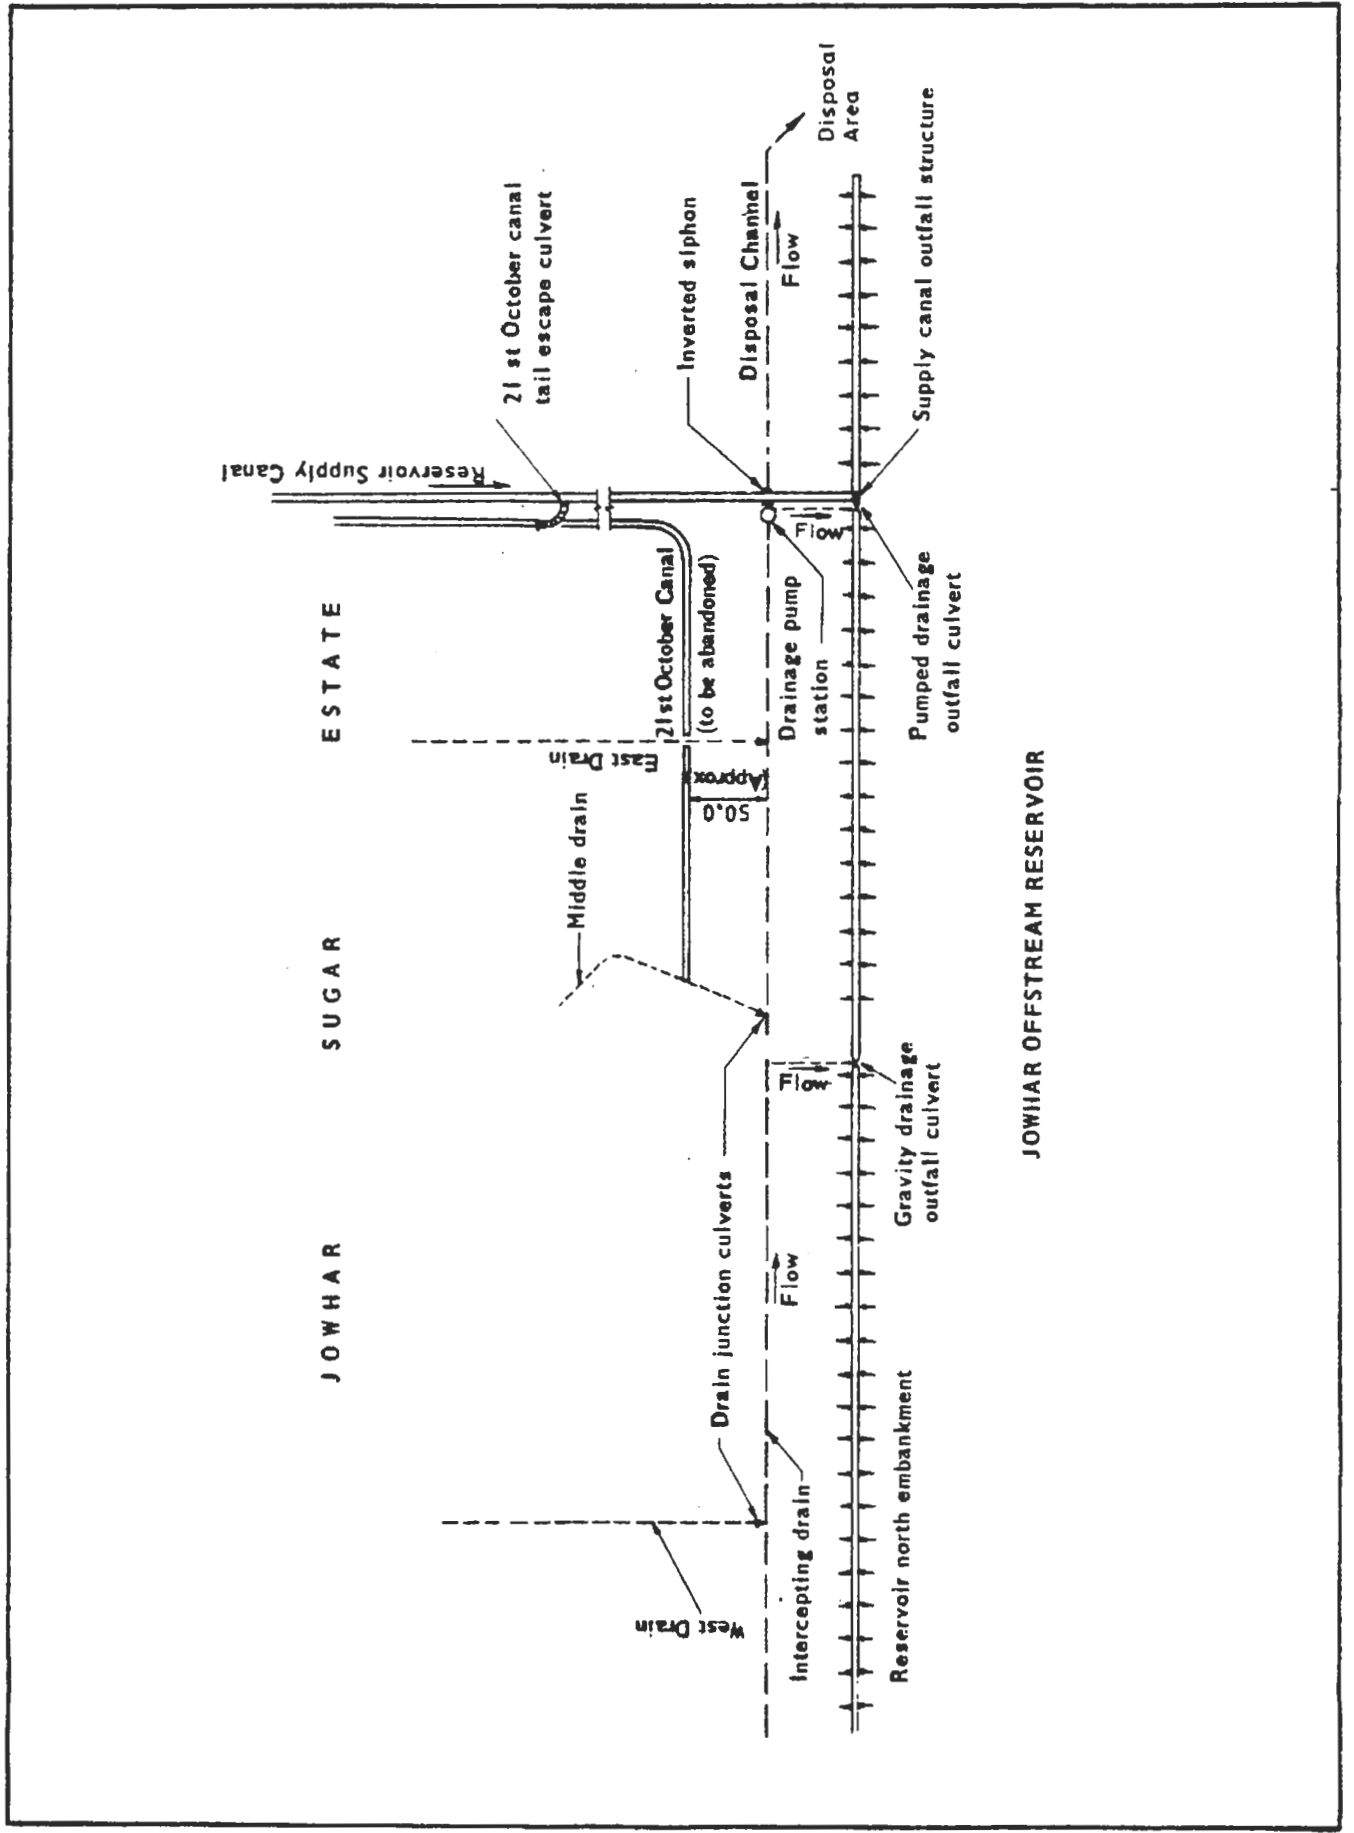 JOWHAR SUGAR ESTATE
Reservoir Supply Canal
21 st October canal
tail escape culvert
21st October Canal
(to be abandoned)
Middle drain
East Drain
50.0
(Approx
West Drain
Drain junction culverts
Intercepting drain
Flow
Flow
Drainage pump
station
Flow
Inverted siphon
Disposal Channel
Flow
Disposal
Area
Reservoir north embankment
Gravity drainage
outfall culvert
Pumped drainage
outfall culvert
Supply canal outfall structure
JOWHAR OFFSTREAM RESERVOIR